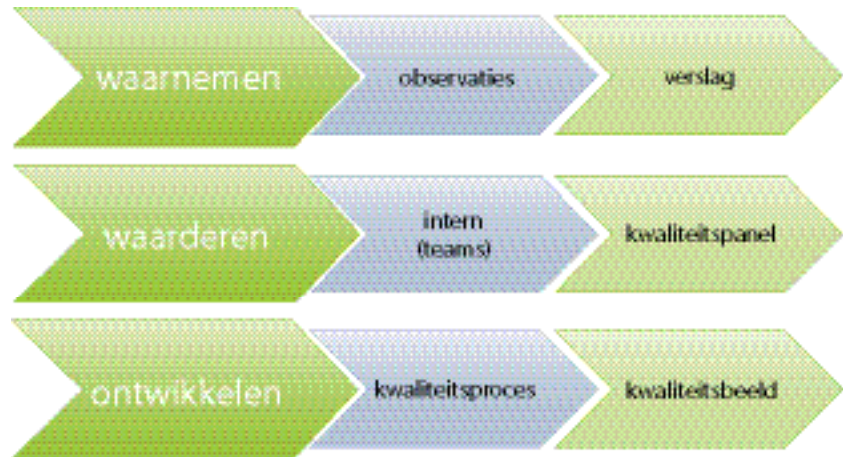 waarnemen
observaties
verslag
waarderen
intern
(teams)
kwaliteitspanel
ontwikkelen
kwaliteitsproces
kwaliteitsbeeld